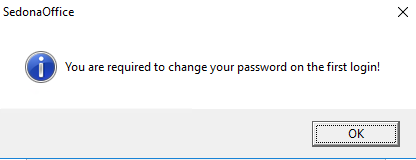 SedonaOffice
You are required to change your password on the first login!
OK